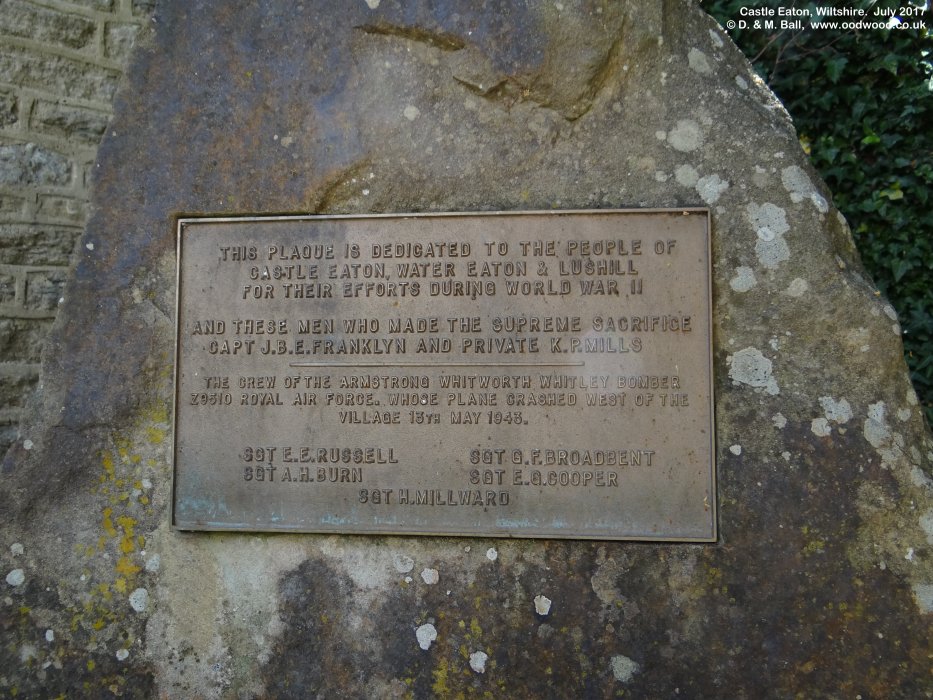 Castle Eaton, Wiltshire. July 2017
© D. & M. Ball, www.oodwood.co.uk
THIS PLAQUE IS DEDICATED TO THE PEOPLE OF
CASTLE EATON, WATER EATON & LUSHILL
FOR THEIR EFFORTS DURING WORLD WAR II
AND THESE MEN WHO MADE THE SUPREME SACRIFICE
CAPT J.B.E.FRANKLYN AND PRIVATE K.P.MILLS
THE CREW OF THE ARMSTRONG WHITWORTH WHITLEY BOMBER
Z9510 ROYAL AIR FORCE. WHOSE PLANE CRASHED WEST OF THE
VILLAGE 13TH MAY 1943.
SGT E.E.RUSSELL SGT G.F.BROADBENT
SGT A.H.BURN SGT E.G.COOPER
SGT H.MILLWARD